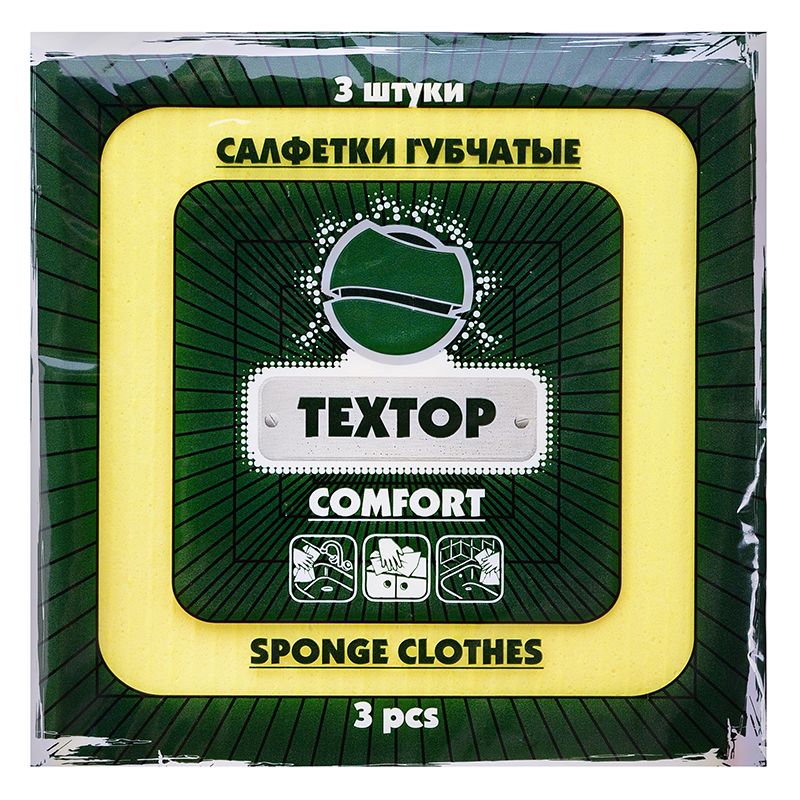 3 штуки
САЛФЕТКИ ГУБЧАТЫЕ
TEXTOP
COMFORT
SPONGE CLOTHES
3 pcs